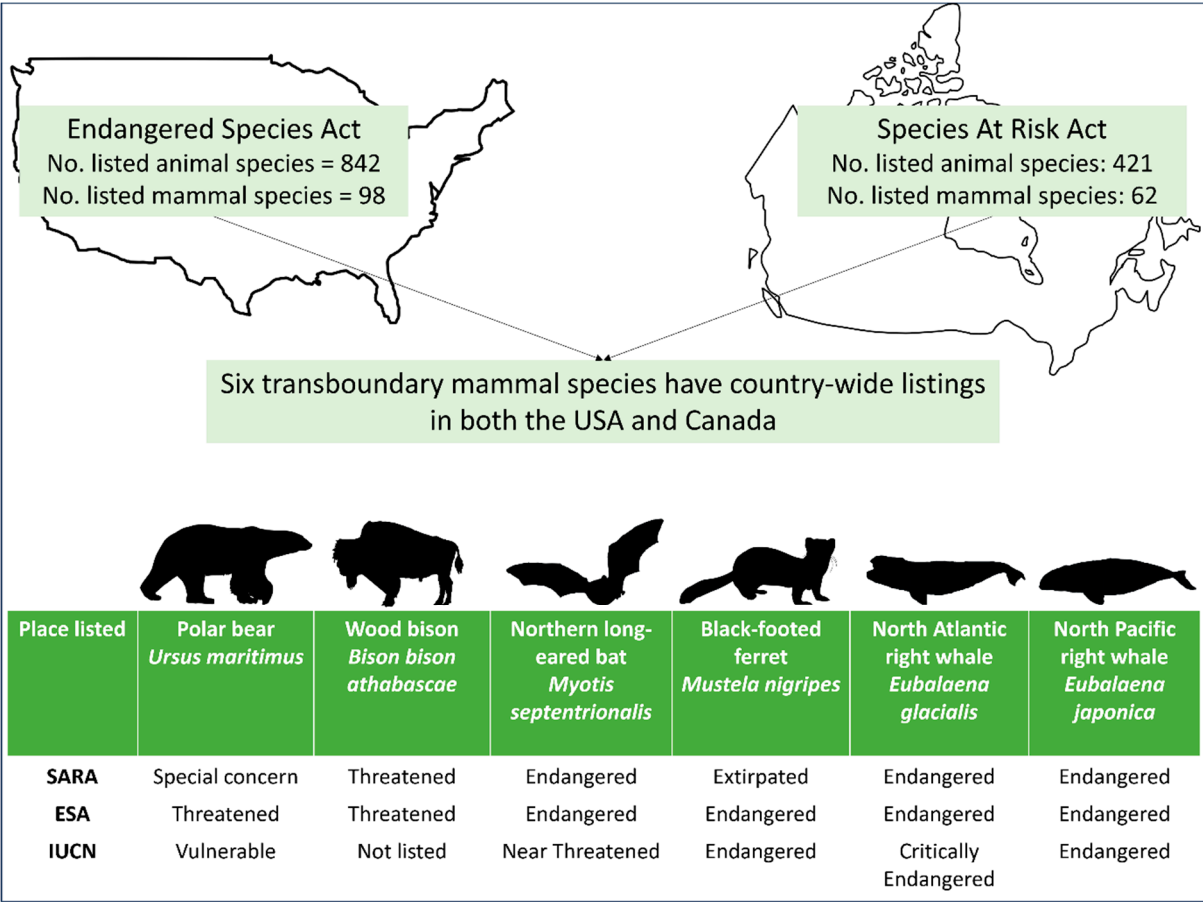 Endangered Species Act
No. listed animal species = 842
No. listed mammal species = 98
Species At Risk Act
No. listed animal species: 421
No. listed mammal species: 62
Six transboundary mammal species have country-wide listings
in both the USA and Canada
Place listed
Polar bear
Ursus maritimus
Wood bison
Bison bison
athabascae
Northern long-
eared bat
Myotis
septentrionalis
Black-footed
ferret
Mustela nigripes
North Atlantic
right whale
Eubalaena
glacialis
North Pacific
right whale
Eubalaena
japonica
SARA Special concern Threatened Endangered Extirpated Endangered Endangered
ESA Threatened Threatened Endangered Endangered Endangered Endangered
IUCN Vulnerable Not listed Near Threatened Endangered Critically Endangered
Endangered